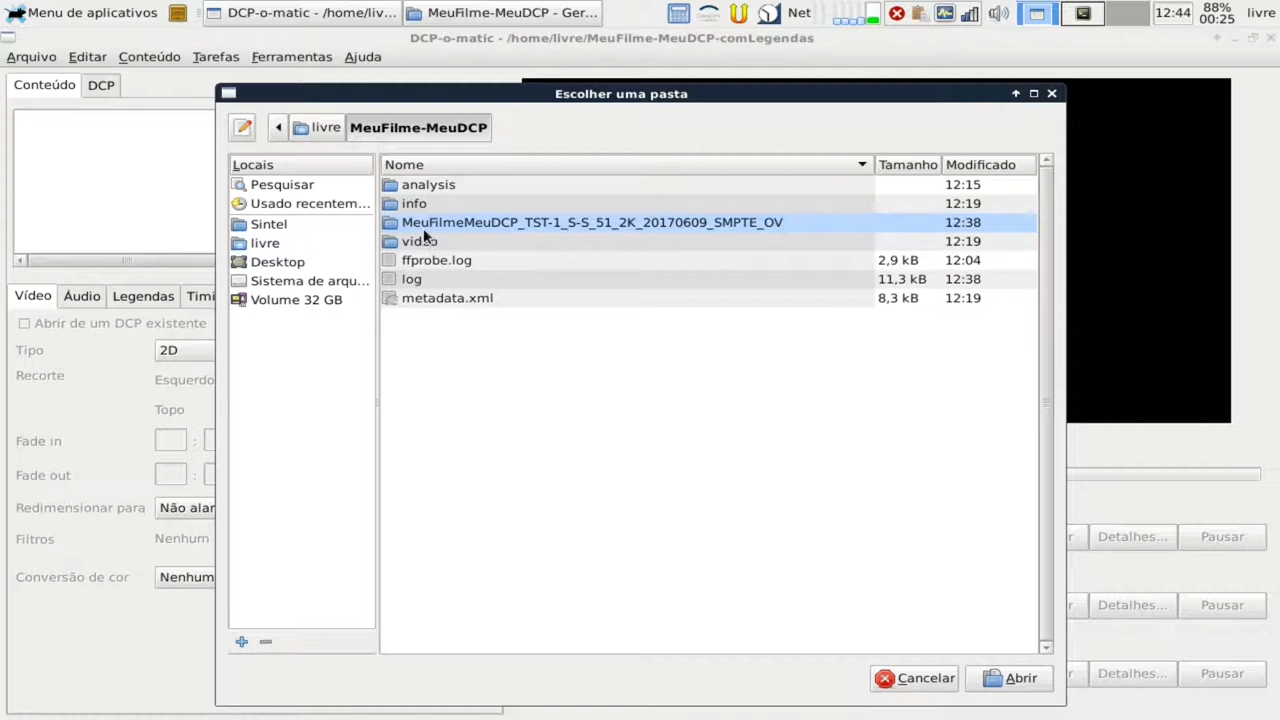 Menu de aplicativos
DCP-o-matic - /home/liv...
MeuFilme-MeuDCP - Ger...
Net
12:44
88%
00:25
livre
DCP-o-matic - /home/livre/MeuFilme-MeuDCP-comLegendas
Arquivo Editar Conteúdo Tarefas Ferramentas Ajuda
Conteúdo DCP
Escolher uma pasta
livre MeuFilme-MeuDCP
Locais
Pesquisar
Usado recentem...
Sintel
livre
Desktop
Sistema de arqu...
Volume 32 GB
Nome Tamanho Modificado
analysis 12:15
info 12:19
MeuFilmeMeuDCP_TST-1_S-S_51_2K_20170609_SMPTE_OV 12:38
video 12:19
ffprobe.log 2,9 kB 12:04
log 11,3 kB 12:38
metadata.xml 8,3 kB 12:19
Cancelar Abrir
Vídeo Áudio Legendas Timi
Abrir de um DCP existente
Tipo 2D
Recorte Esquerdo
Topo
Fade in :
Fade out :
Redimensionar para Não alar
Filtros Nenhum
Conversão de cor Nenhum
r Detalhes... Pausar
r Detalhes... Pausar
r Detalhes... Pausar